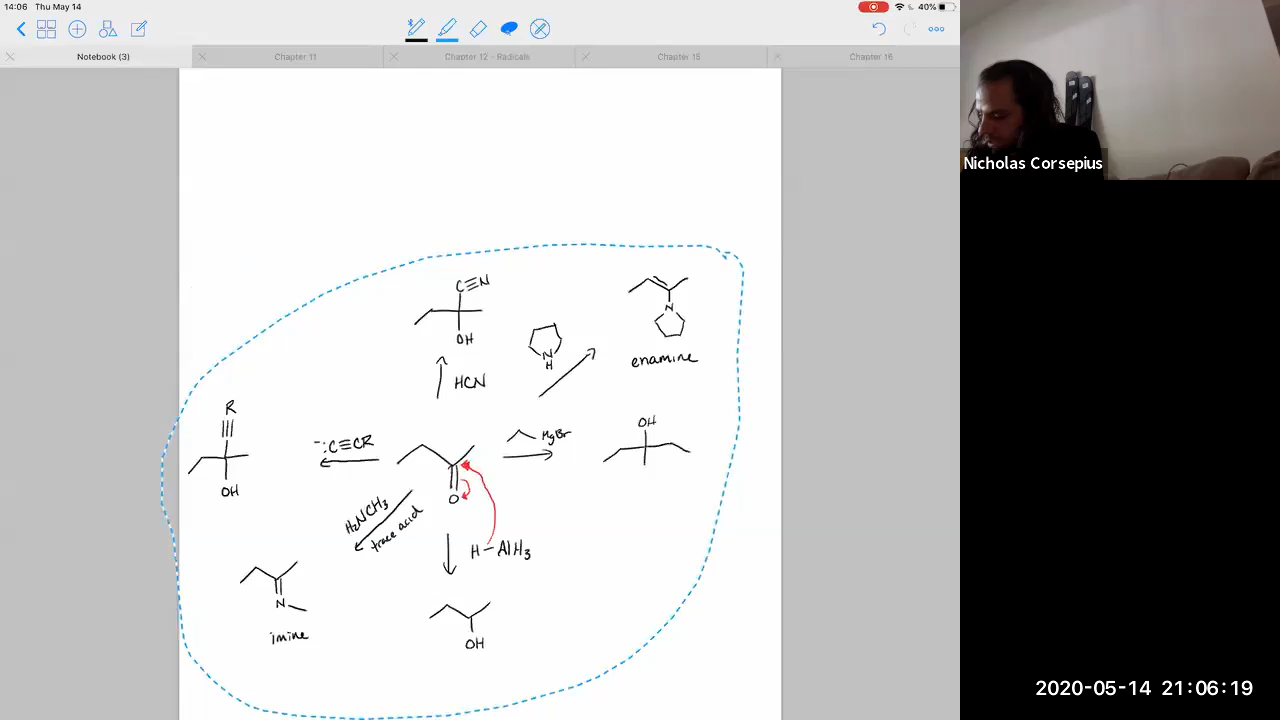 14:06 Thu May 14
40%
Notebook (3)
Chapter 11
Chapter 12 - Radicals
Chapter 15
Chapter 16
Nicholas Corsepius
C≡N
OH
HCN
N
H
N
enamine
R
OH
⁻:C≡CR
O
MgBr
OH
H₂NCH₃
trace acid
H-AlH₃
N
imine
OH
2020-05-14 21:06:19